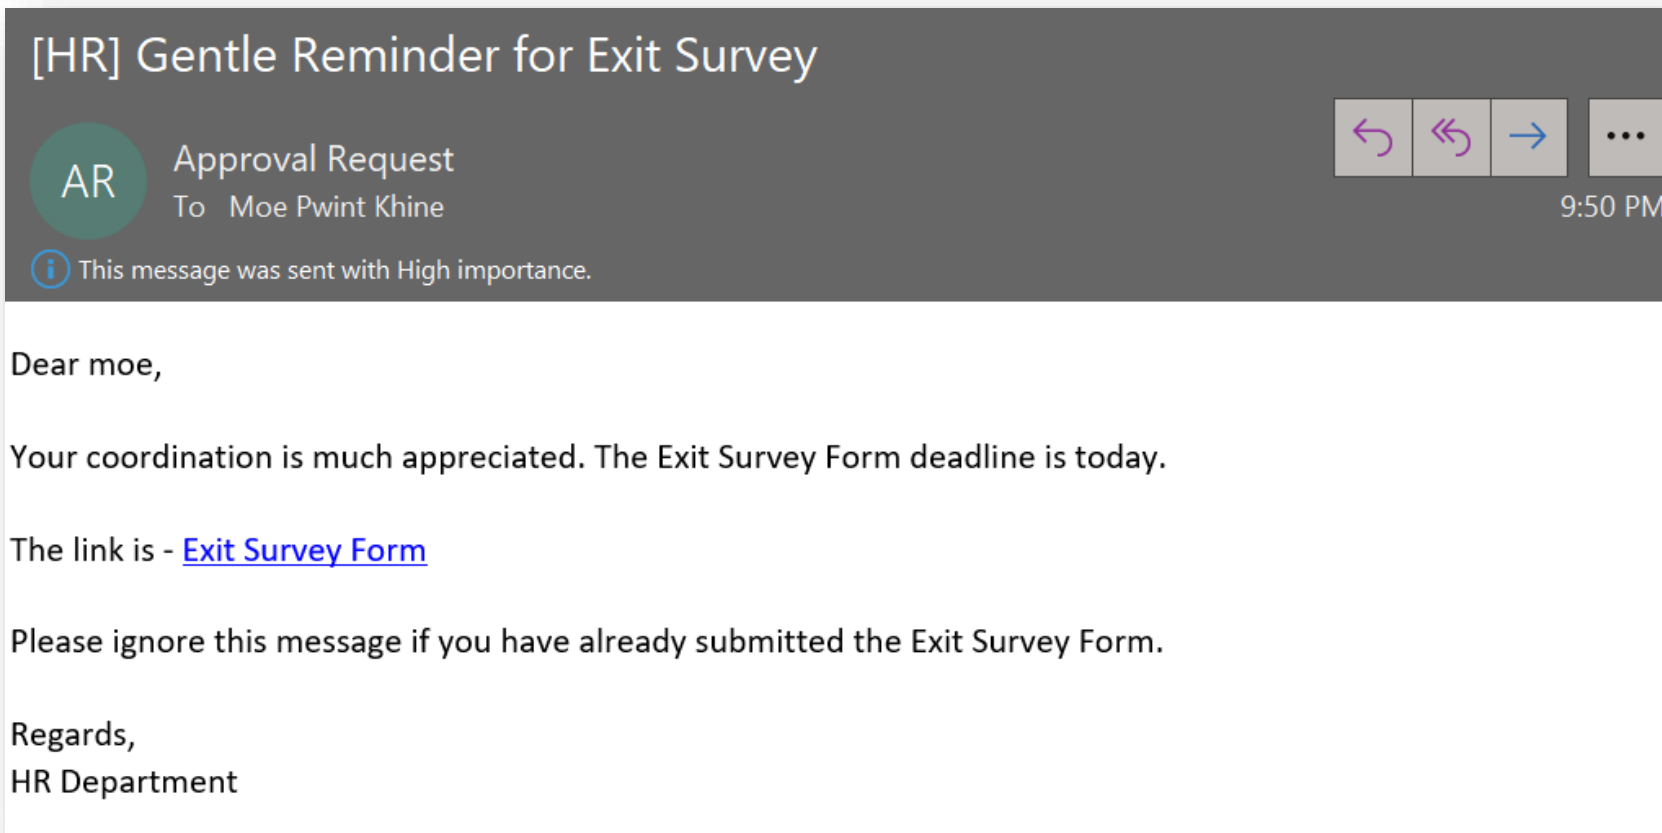 [HR] Gentle Reminder for Exit Survey
AR
Approval Request
To Moe Pwint Khine
9:50 PM
This message was sent with High importance.
Dear moe,
Your coordination is much appreciated. The Exit Survey Form deadline is today.
The link is - Exit Survey Form
Please ignore this message if you have already submitted the Exit Survey Form.
Regards,
HR Department